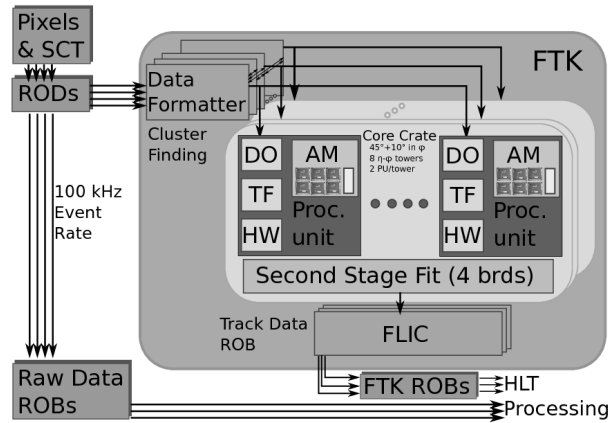 Pixels
& SCT
RODs
Data
Formatter
Cluster
Finding
FTK
100 kHz
Event
Rate
Core Crate
45°+10° in φ
8 η-φ towers
2 PU/tower
DO
TF
HW
AM
Proc.
unit
DO
TF
HW
AM
Proc.
unit
Second Stage Fit (4 brds)
Track Data
ROB
FLIC
Raw Data
ROBs
FTK ROBs
HLT
Processing